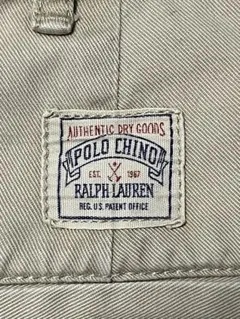 AUTHENTIC DRY GOODS
POLO CHINO
EST. 1967
RALPH LAUREN
REG. U.S. PATENT OFFICE